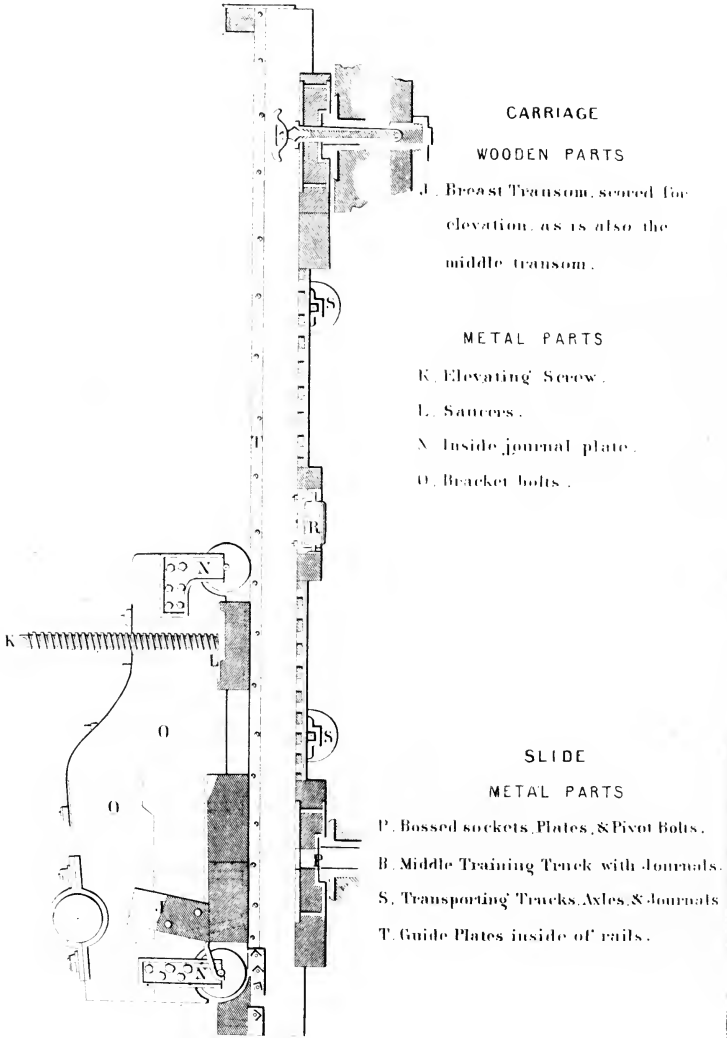 CARRIAGE
WOODEN PARTS
J. Breast Transom, scored for
elevation, as is also the
middle transom.
METAL PARTS
K. Elevating Screw.
L. Saucers.
N. Inside journal plate.
O. Bracket bolts.
S
T
R
N
K
L
S
O
O
P
J
N
SLIDE
METAL PARTS
P. Bossed sockets, Plates, & Pivot Bolts.
R. Middle Training Truck with Journals.
S. Transporting Trucks, Axles, & Journals
T. Guide Plates inside of rails.